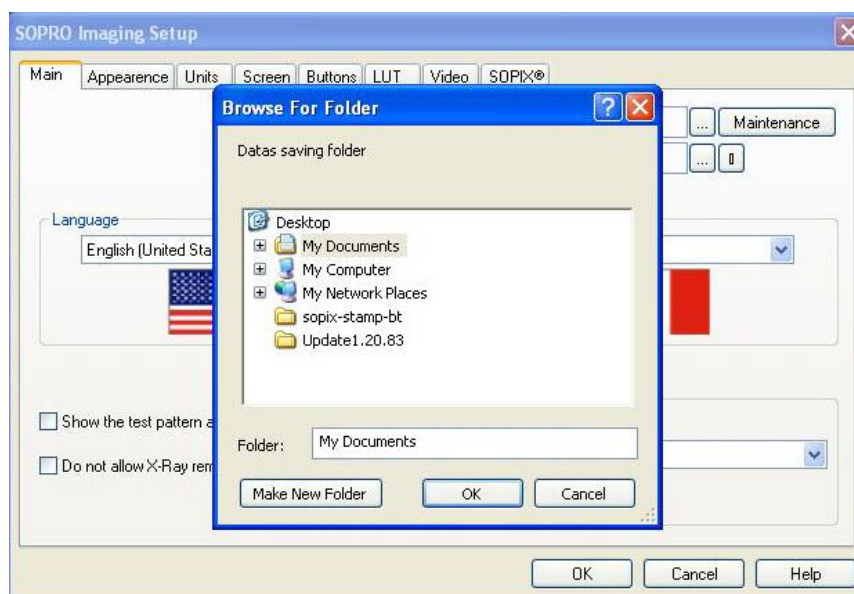 SOPRO Imaging Setup
Main Appearence Units Screen Buttons LUT Video SOPIX®
Browse For Folder
... Maintenance
Datas saving folder
...
Language
Desktop
English (United Sta
My Documents
My Computer
My Network Places
sopix-stamp-bt
Update1.20.83
Show the test pattern a
Folder: My Documents
Do not allow X-Ray rem
Make New Folder OK Cancel
OK Cancel Help